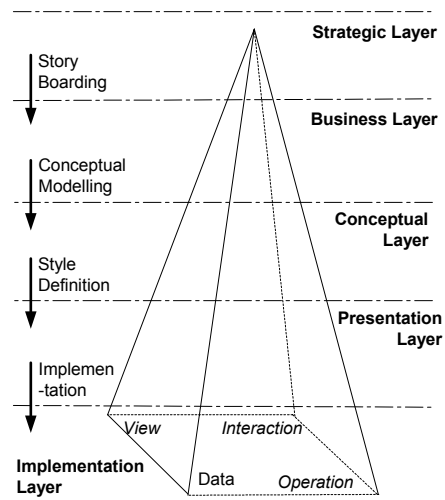 Strategic Layer
Story
Boarding
Business Layer
Conceptual
Modelling
Conceptual
Layer
Style
Definition
Presentation
Layer
Implemen
-tation
View
Interaction
Implementation
Layer
Data
Operation